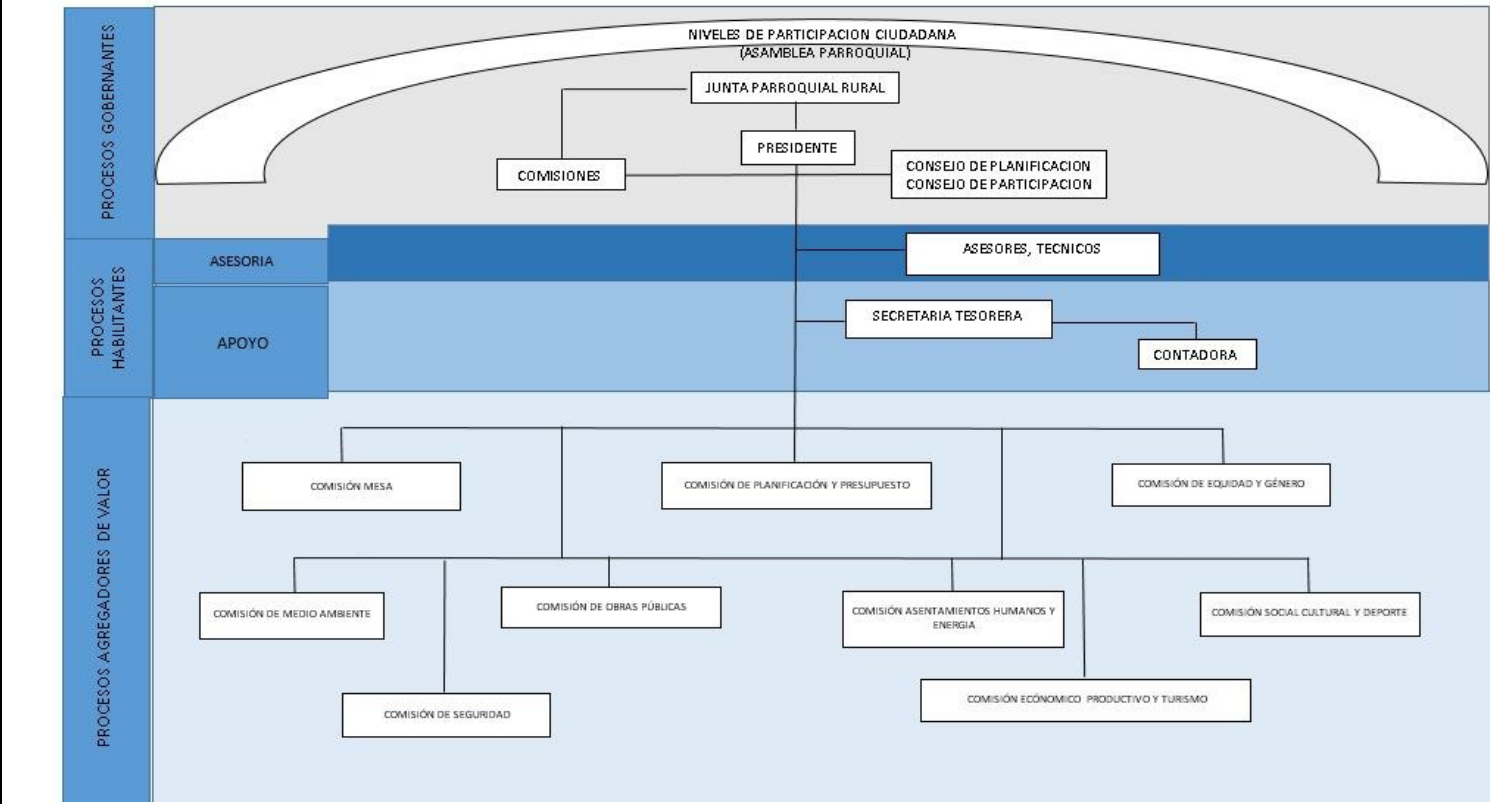 PROCESOS GOBERNANTES
NIVELES DE PARTICIPACION CIUDADANA
(ASAMBLEA PARROQUIAL)
JUNTA PARROQUIAL RURAL
PRESIDENTE
COMISIONES
CONSEJO DE PLANIFICACION
CONSEJO DE PARTICIPACION
PROCESOS
HABILITANTES
ASESORIA
ASESORES, TECNICOS
APOYO
SECRETARIA TESORERA
CONTADORA
PROCESOS AGREGADORES DE VALOR
COMISIÓN MESA
COMISIÓN DE PLANIFICACIÓN Y PRESUPUESTO
COMISIÓN DE EQUIDAD Y GÉNERO
COMISIÓN DE MEDIO AMBIENTE
COMISIÓN DE OBRAS PÚBLICAS
COMISIÓN ASENTAMIENTOS HUMANOS Y
ENERGIA
COMISIÓN SOCIAL CULTURAL Y DEPORTE
COMISIÓN DE SEGURIDAD
COMISIÓN ECÓNOMICO PRODUCTIVO Y TURISMO